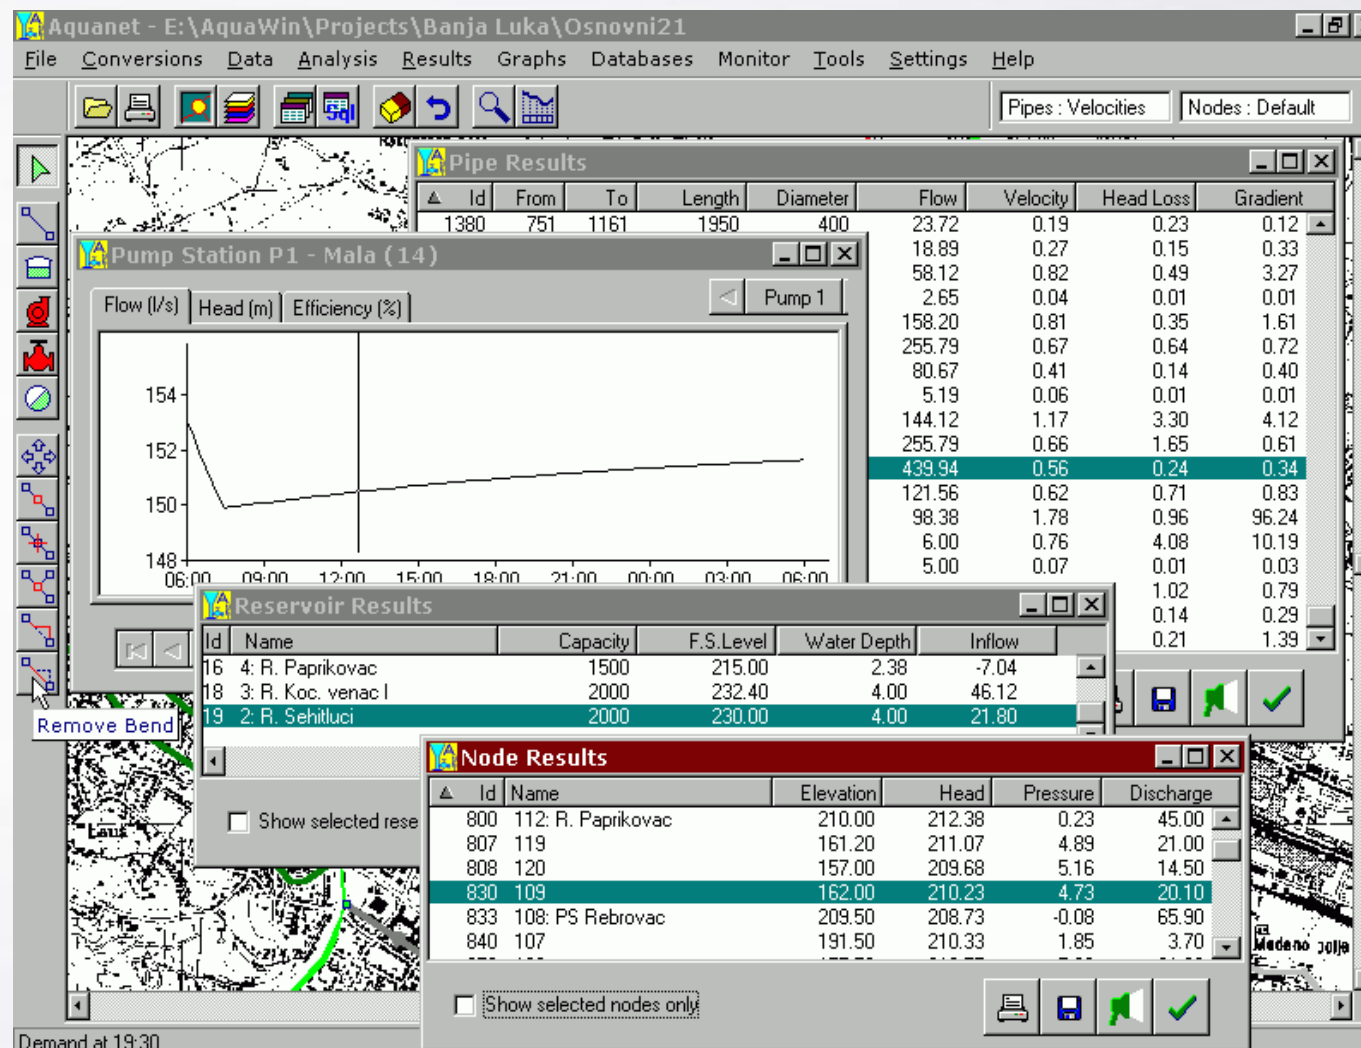 Aquanet - E:\AquaWin\Projects\Banja Luka\Osnovni21
File Conversions Data Analysis Results Graphs Databases Monitor Tools Settings Help
Pipes : Velocities Nodes : Default
Pipe Results
Id From To Length Diameter Flow Velocity Head Loss Gradient
1380 751 1161 1950 400 23.72 0.19 0.23 0.12
18.89 0.27 0.15 0.33
58.12 0.82 0.49 3.27
2.65 0.04 0.01 0.01
158.20 0.81 0.35 1.61
255.79 0.67 0.64 0.72
80.67 0.41 0.14 0.40
5.19 0.06 0.01 0.01
144.12 1.17 3.30 4.12
255.79 0.66 1.65 0.61
439.94 0.56 0.24 0.34
121.56 0.62 0.71 0.83
98.38 1.78 0.96 96.24
6.00 0.76 4.08 10.19
5.00 0.07 0.01 0.03
1.02 0.79
0.14 0.29
0.21 1.39
Pump Station P1 - Mala (14)
Flow (l/s) Head (m) Efficiency (%) Pump 1
154
152
150
148
06:00 09:00 12:00 15:00 18:00 21:00 00:00 03:00 06:00
Reservoir Results
Id Name Capacity F.S.Level Water Depth Inflow
16 4: R. Paprikovac 1500 215.00 2.38 -7.04
18 3: R. Koc. venac I 2000 232.40 4.00 46.12
19 2: R. Sehitluci 2000 230.00 4.00 21.80
Show selected rese
Remove Bend
Node Results
Id Name Elevation Head Pressure Discharge
800 112: R. Paprikovac 210.00 212.38 0.23 45.00
807 119 161.20 211.07 4.89 21.00
808 120 157.00 209.68 5.16 14.50
830 109 162.00 210.23 4.73 20.10
833 108: PS Rebrovac 209.50 208.73 -0.08 65.90
840 107 191.50 210.33 1.85 3.70
Show selected nodes only
Lauš
Medeno polje
Demand at 19:30